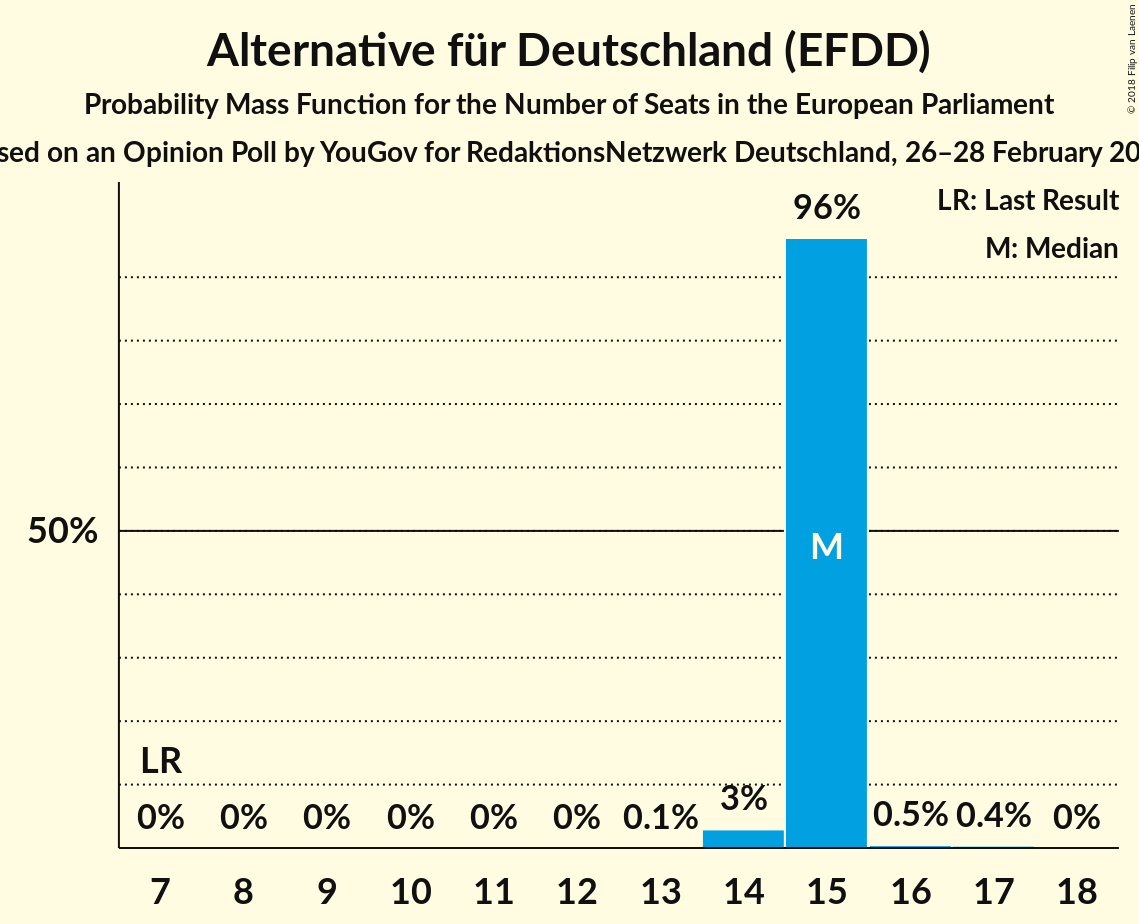 Alternative für Deutschland (EFDD)
Probability Mass Function for the Number of Seats in the European Parliament
on an Opinion Poll by YouGov for RedaktionsNetzwerk Deutschland, 26–28 February
© 2018 Filip van Laenen
LR: Last Result
M: Median
96%
50%
M
LR
0% 0% 0% 0% 0% 0% 0.1% 3% 0.5% 0.4% 0%
7 8 9 10 11 12 13 14 15 16 17 18